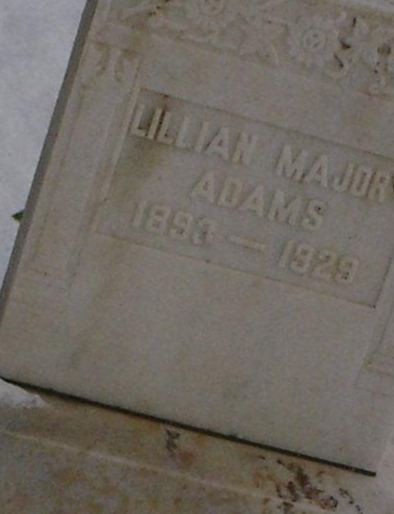 LILLIAN MAJOR
ADAMS
1893 — 1929